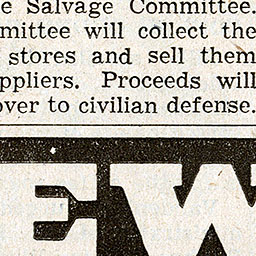 e Salvage Committee.
mittee will collect the
stores and sell them
ppliers. Proceeds will
over to civilian defense.
EW